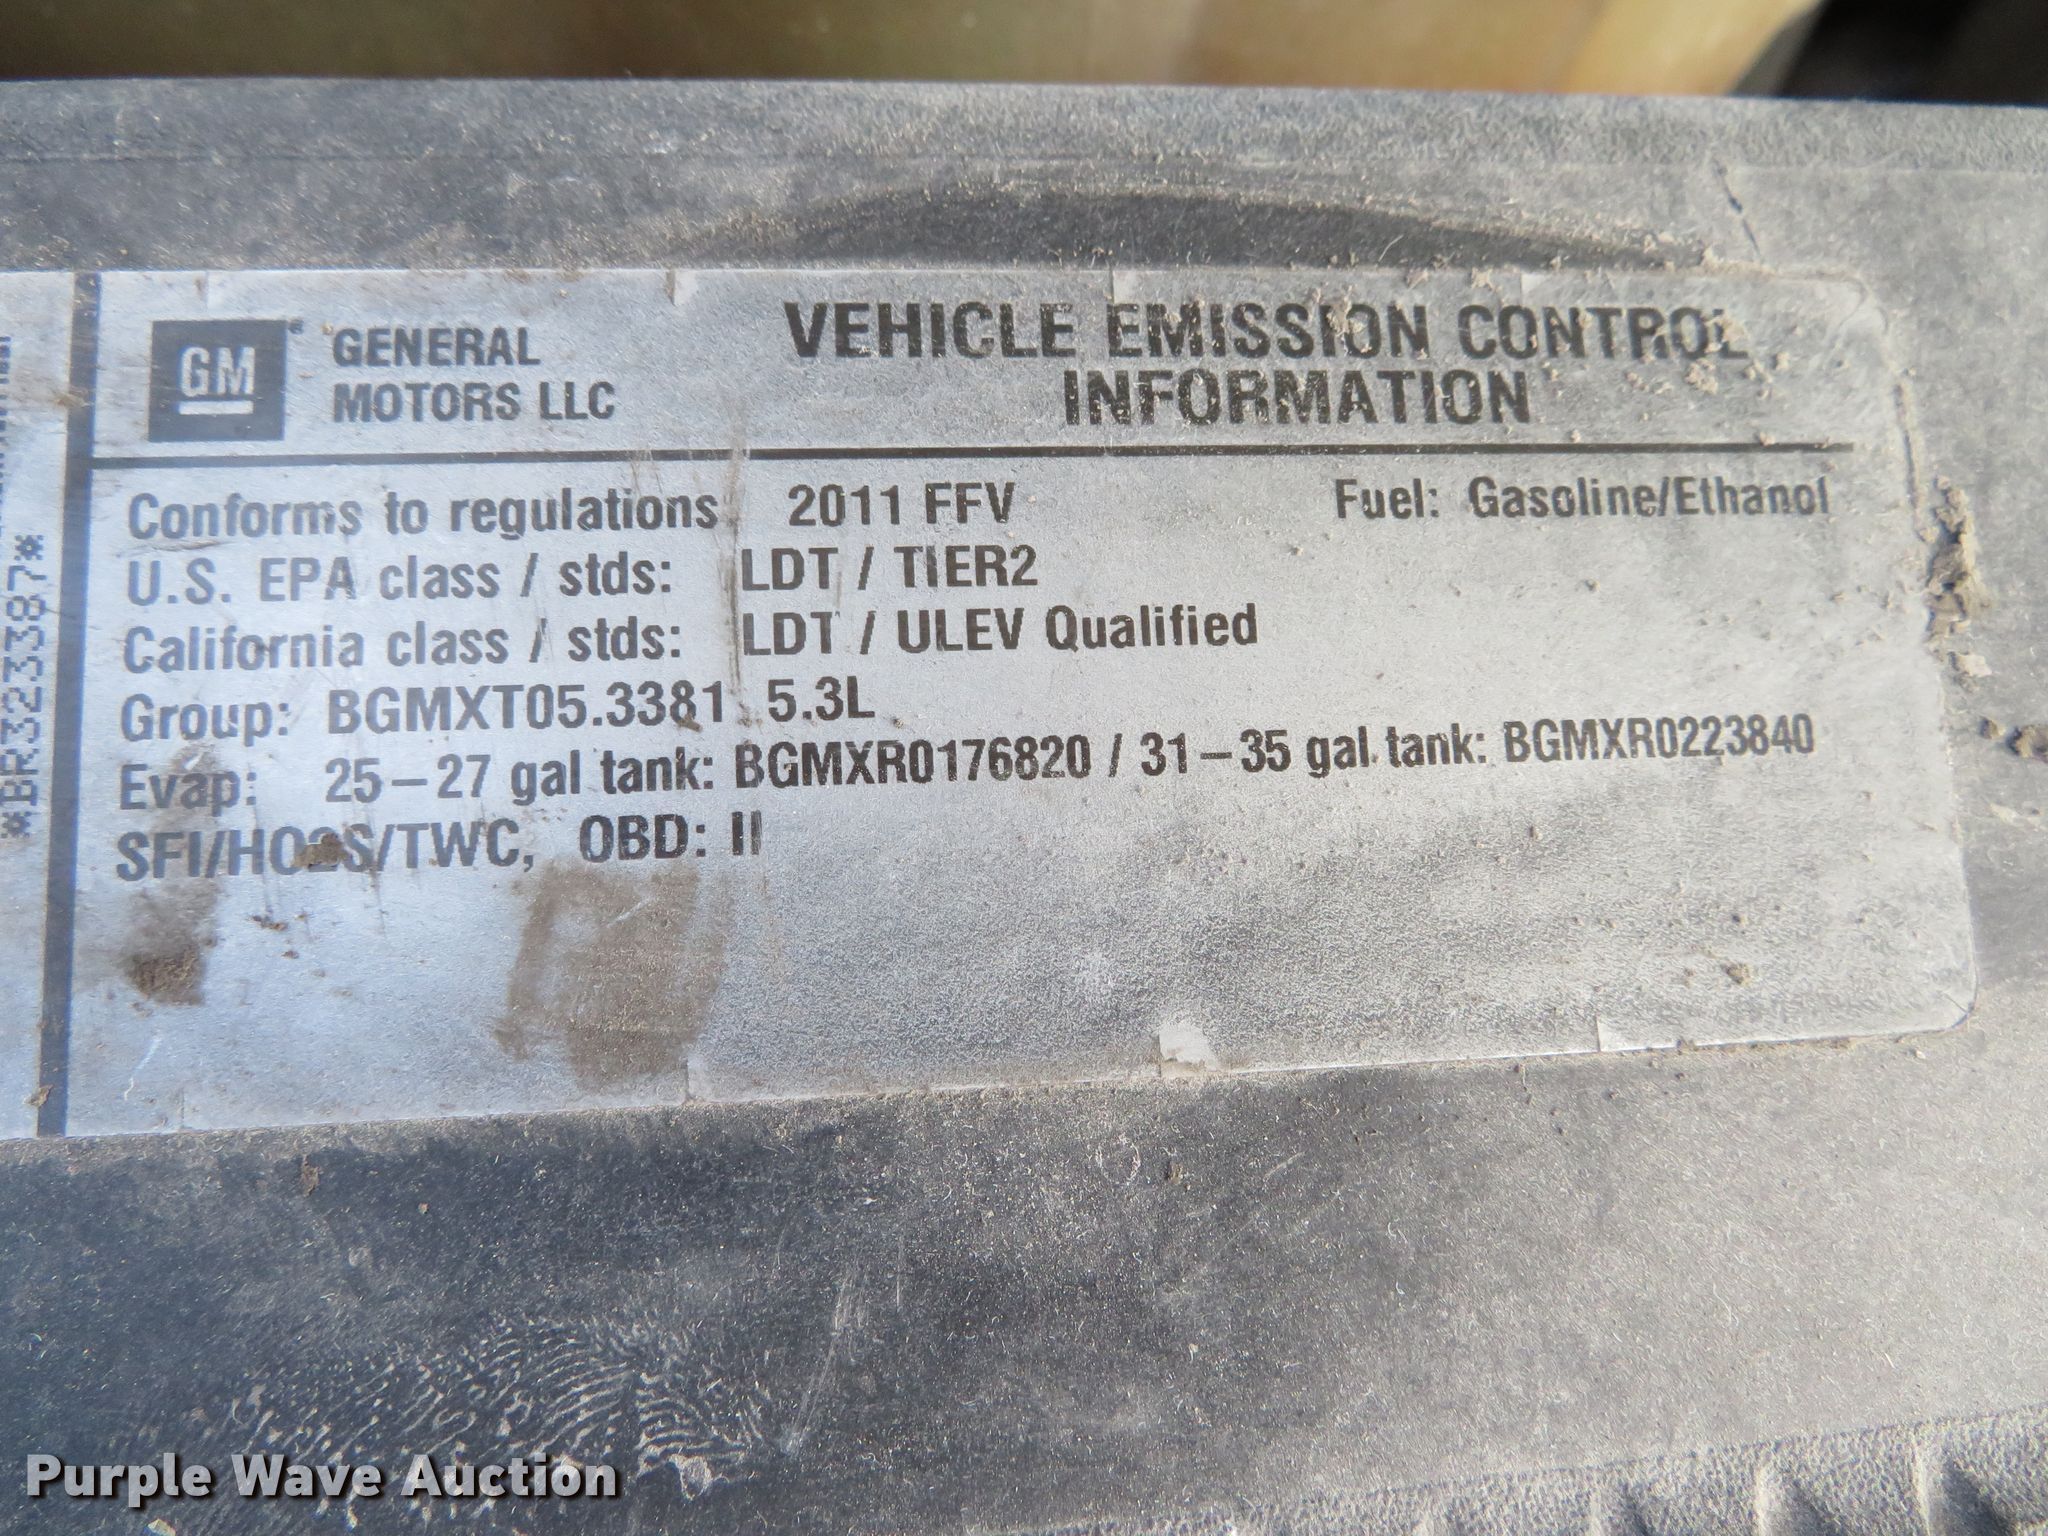 GM
GENERAL
MOTORS LLC
VEHICLE EMISSION CONTROL
INFORMATION
Conforms to regulations 2011 FFV Fuel: Gasoline/Ethanol
U.S. EPA class / stds: LDT / TIER2
California class / stds: LDT / ULEV Qualified
Group: BGMXT05.3381 5.3L
Evap: 25–27 gal tank: BGMXR0176820 / 31–35 gal. tank: BGMXR0223840
SFI/HO2S/TWC, OBD: II
*BR323387*
Purple Wave Auction